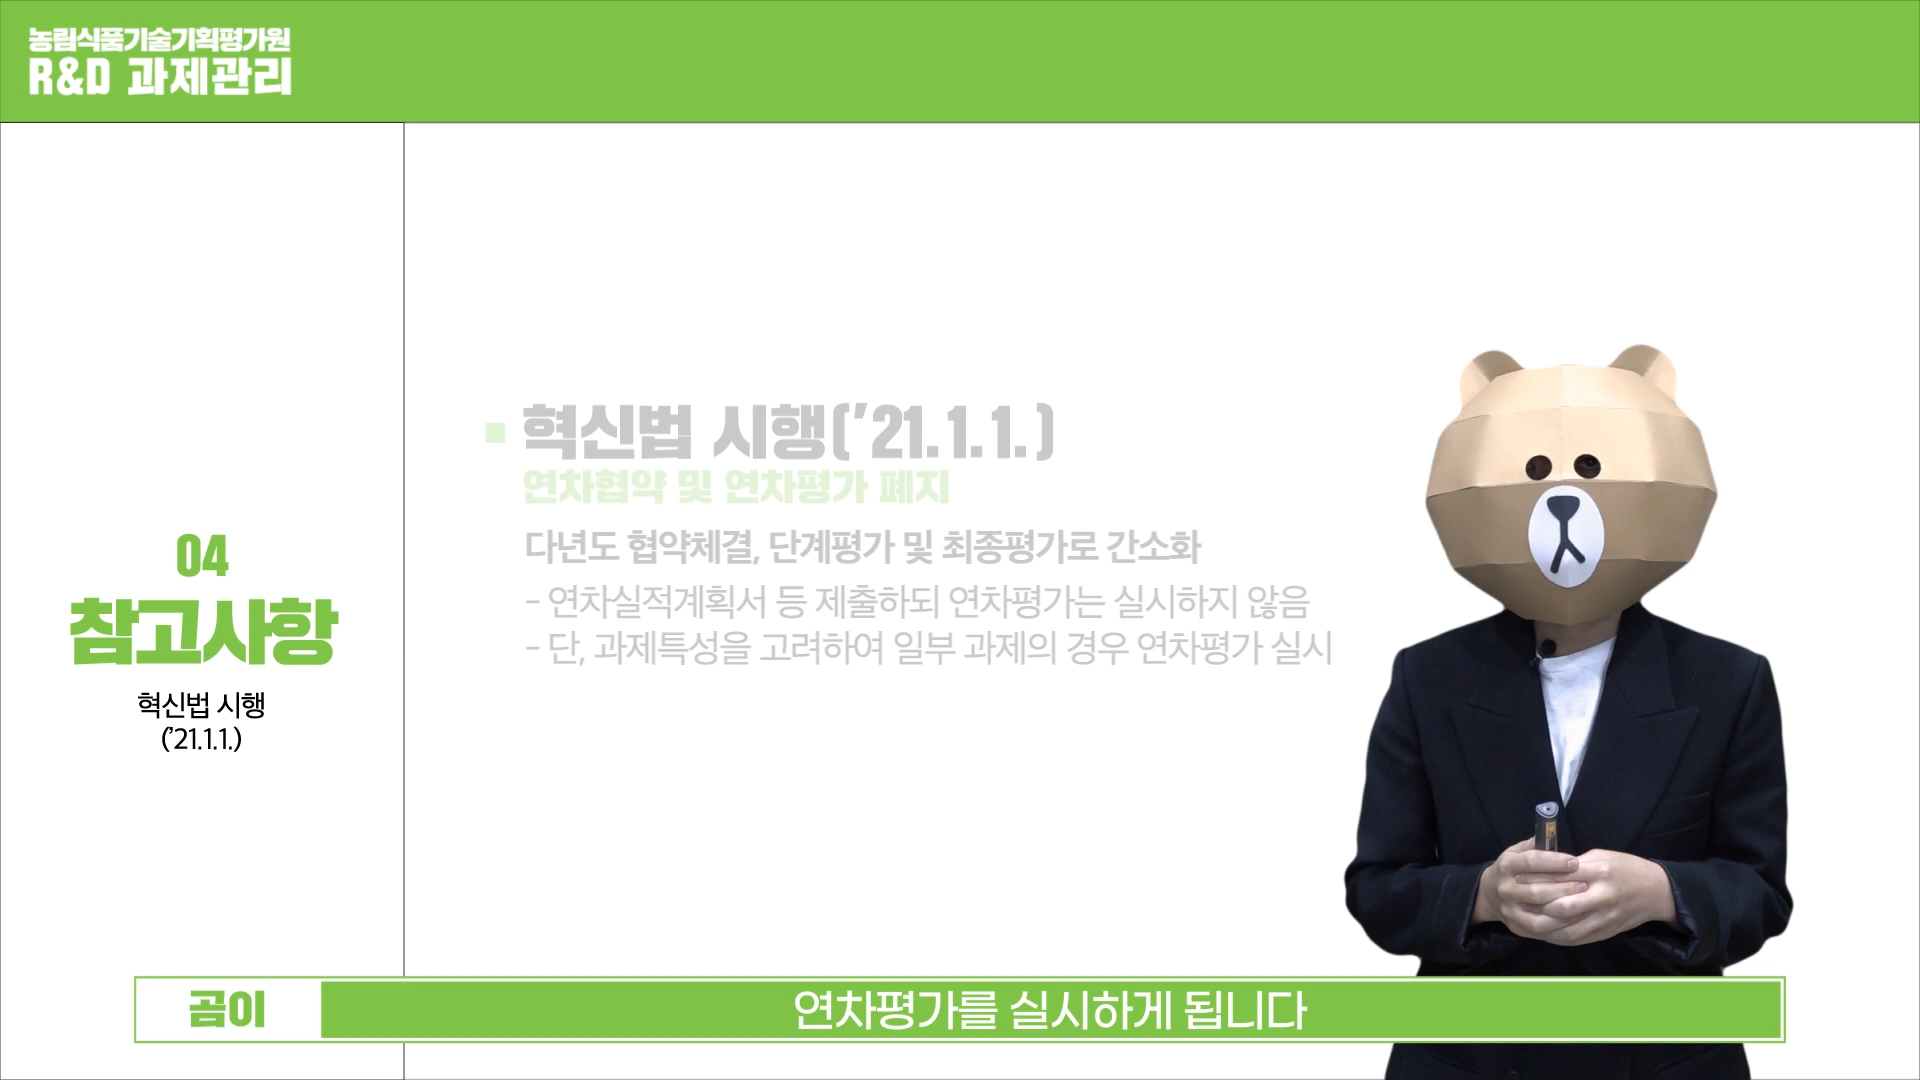 농림식품기술기획평가원
R&D 과제관리
04
참고사항
혁신법 시행
('21.1.1.)
혁신법 시행('21.1.1.)
연차협약 및 연차평가 폐지
다년도 협약체결, 단계평가 및 최종평가로 간소화
- 연차실적계획서 등 제출하되 연차평가는 실시하지 않음
- 단, 과제특성을 고려하여 일부 과제의 경우 연차평가 실시
곰이
연차평가를 실시하게 됩니다